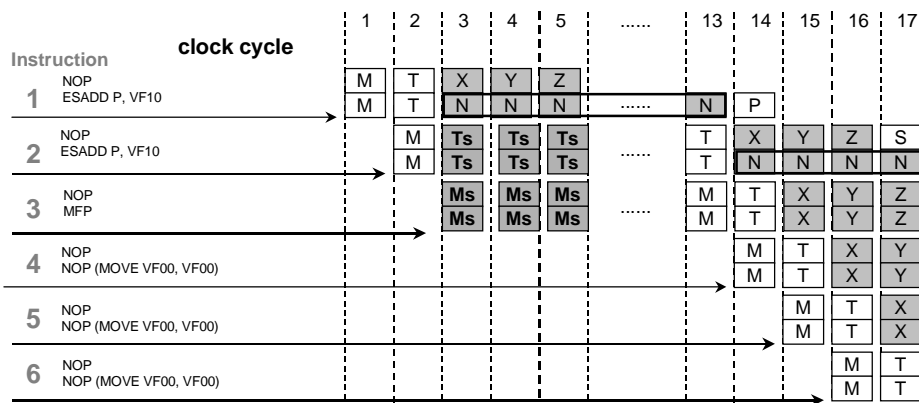 1 2 3 4 5 ...... 13 14 15 16 17
clock cycle
Instruction
NOP M T X Y Z
1
ESADD P, VF10 M T N N N ...... N P
NOP M Ts Ts Ts T X Y Z S
2 ......
ESADD P, VF10 M Ts Ts Ts T N N N N
NOP Ms Ms Ms M T X Y Z
3 ......
MFP Ms Ms Ms M T X Y Z
NOP M T X Y
4
NOP (MOVE VF00, VF00) M T X Y
NOP M T X
5
NOP (MOVE VF00, VF00) M T X
NOP M T
6
NOP (MOVE VF00, VF00) M T